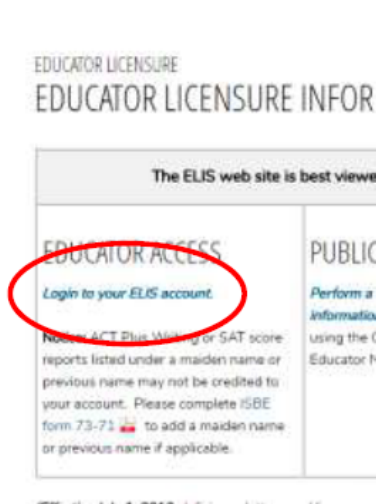 EDUCATOR LICENSURE
EDUCATOR LICENSURE INFOR
The ELIS web site is best viewe
EDUCATOR ACCESS
Login to your ELIS account.
Notice: ACT Plus Writing or SAT score
reports listed under a maiden name or
previous name may not be credited to
your account. Please complete ISBE
form 73-71 to add a maiden name
or previous name if applicable.
PUBLIC
Perform a
information
using the
Educator N